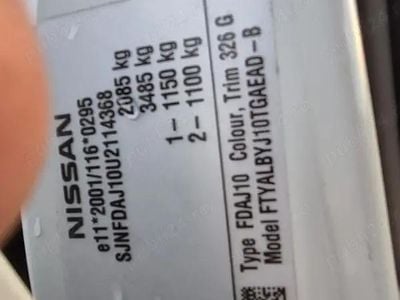 NISSAN
e11*2001/116*0295
SJNFDAJ10U2114368
2085 kg
3485 kg
1 – 1150 kg
2 – 1100 kg
Type FDAJ10 Colour, Trim 326 G
Model FTYALBYJ10TGAEAD – B